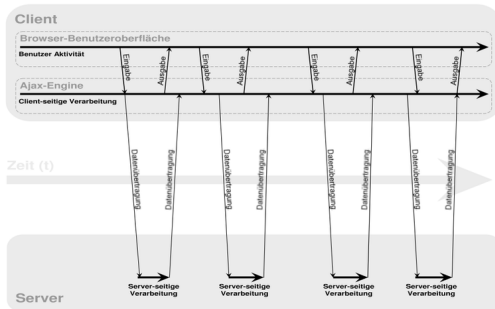 Client
Browser-Benutzeroberfläche
Benutzer Aktivität
Eingabe
Ausgabe
Eingabe
Ausgabe
Eingabe
Ausgabe
Eingabe
Ausgabe
Ajax-Engine
Client-seitige Verarbeitung
Datenübertragung
Datenübertragung
Datenübertragung
Datenübertragung
Datenübertragung
Datenübertragung
Datenübertragung
Datenübertragung
Zeit (t)
Server-seitige
Verarbeitung
Server-seitige
Verarbeitung
Server-seitige
Verarbeitung
Server-seitige
Verarbeitung
Server